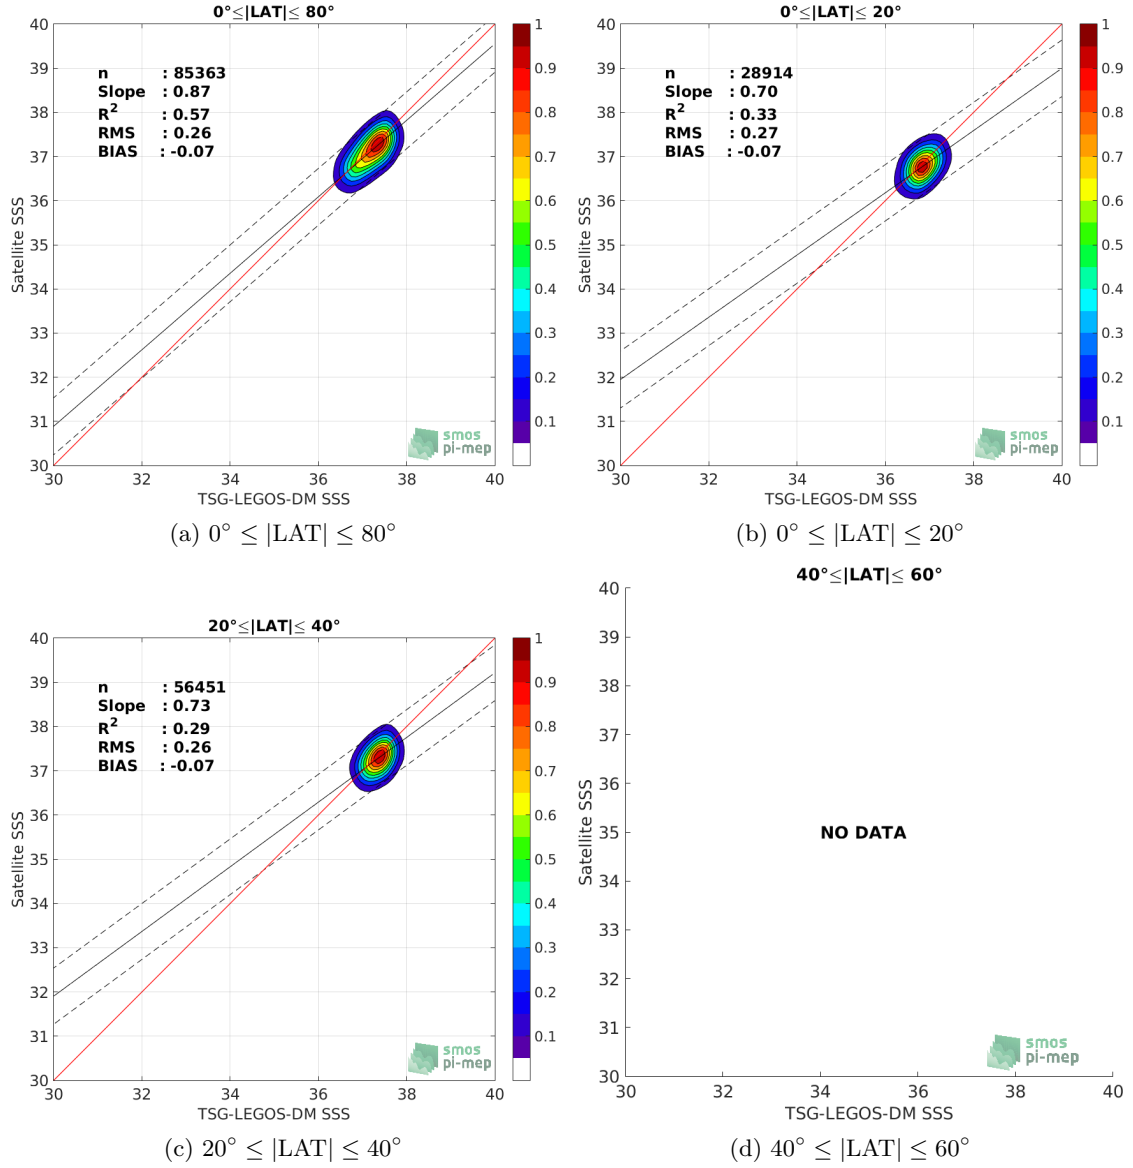 0°≤|LAT|≤ 80°
40
39
38
37
36
35
34
33
32
31
30
30 32 34 36 38 40
Satellite SSS
TSG-LEGOS-DM SSS
n : 85363
Slope : 0.87
R2 : 0.57
RMS : 0.26
BIAS : -0.07
smos
pi-mep
1
0.9
0.8
0.7
0.6
0.5
0.4
0.3
0.2
0.1
(a) 0° ≤ |LAT| ≤ 80°
0°≤|LAT|≤ 20°
40
39
38
37
36
35
34
33
32
31
30
30 32 34 36 38 40
Satellite SSS
TSG-LEGOS-DM SSS
n : 28914
Slope : 0.70
R2 : 0.33
RMS : 0.27
BIAS : -0.07
smos
pi-mep
1
0.9
0.8
0.7
0.6
0.5
0.4
0.3
0.2
0.1
(b) 0° ≤ |LAT| ≤ 20°
20°≤|LAT|≤ 40°
40
39
38
37
36
35
34
33
32
31
30
30 32 34 36 38 40
Satellite SSS
TSG-LEGOS-DM SSS
n : 56451
Slope : 0.73
R2 : 0.29
RMS : 0.26
BIAS : -0.07
smos
pi-mep
1
0.9
0.8
0.7
0.6
0.5
0.4
0.3
0.2
0.1
(c) 20° ≤ |LAT| ≤ 40°
40°≤|LAT|≤ 60°
40
39
38
37
36
35
34
33
32
31
30
30 32 34 36 38 40
Satellite SSS
TSG-LEGOS-DM SSS
NO DATA
smos
pi-mep
(d) 40° ≤ |LAT| ≤ 60°